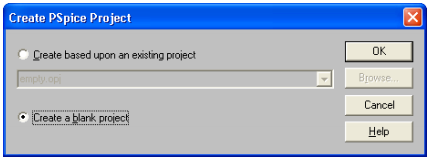 Create PSpice Project
Create based upon an existing project
OK
empty.opj
Browse...
Create a blank project
Cancel
Help